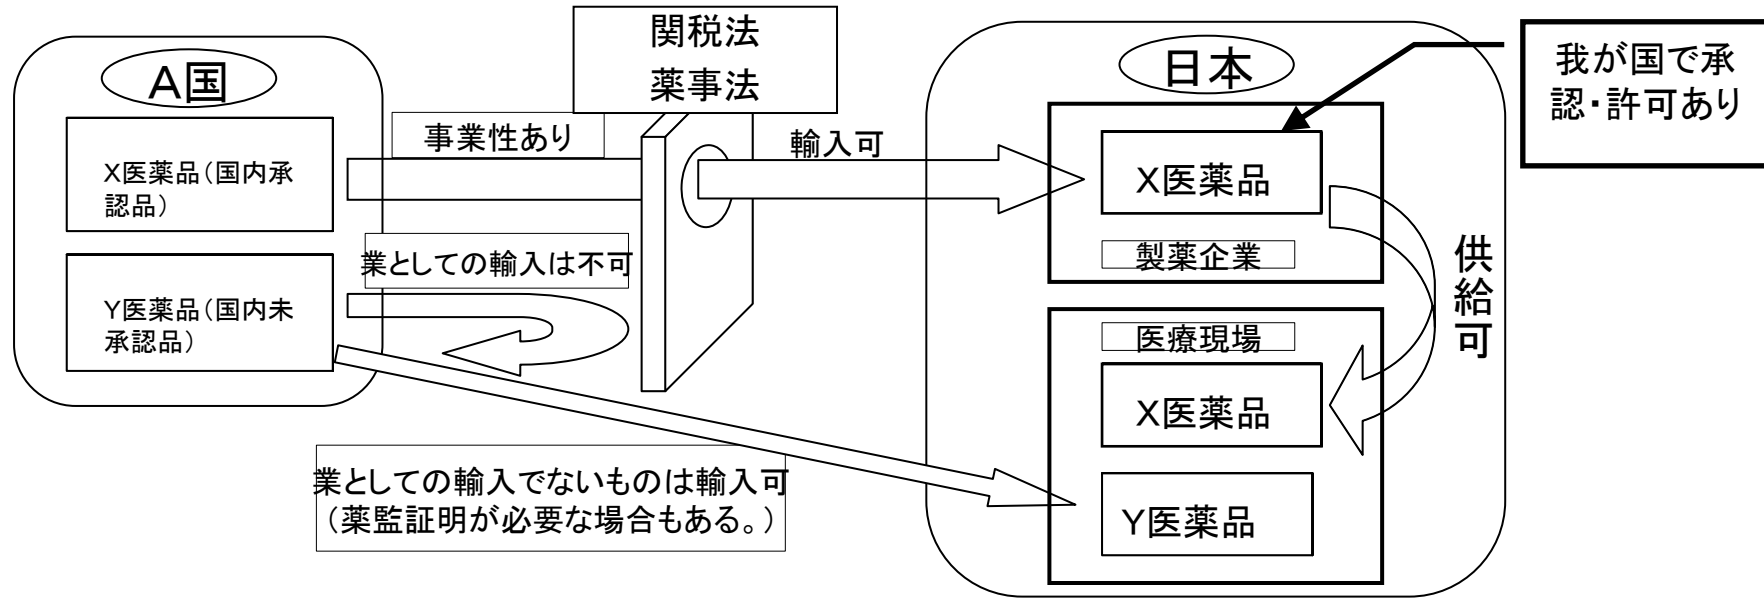 関税法
薬事法
A国
X医薬品(国内承
認品)
Y医薬品(国内未
承認品)
事業性あり
業としての輸入は不可
輸入可
業としての輸入でないものは輸入可
(薬監証明が必要な場合もある。)
日本
X医薬品
製薬企業
医療現場
X医薬品
Y医薬品
供給可
我が国で承
認・許可あり